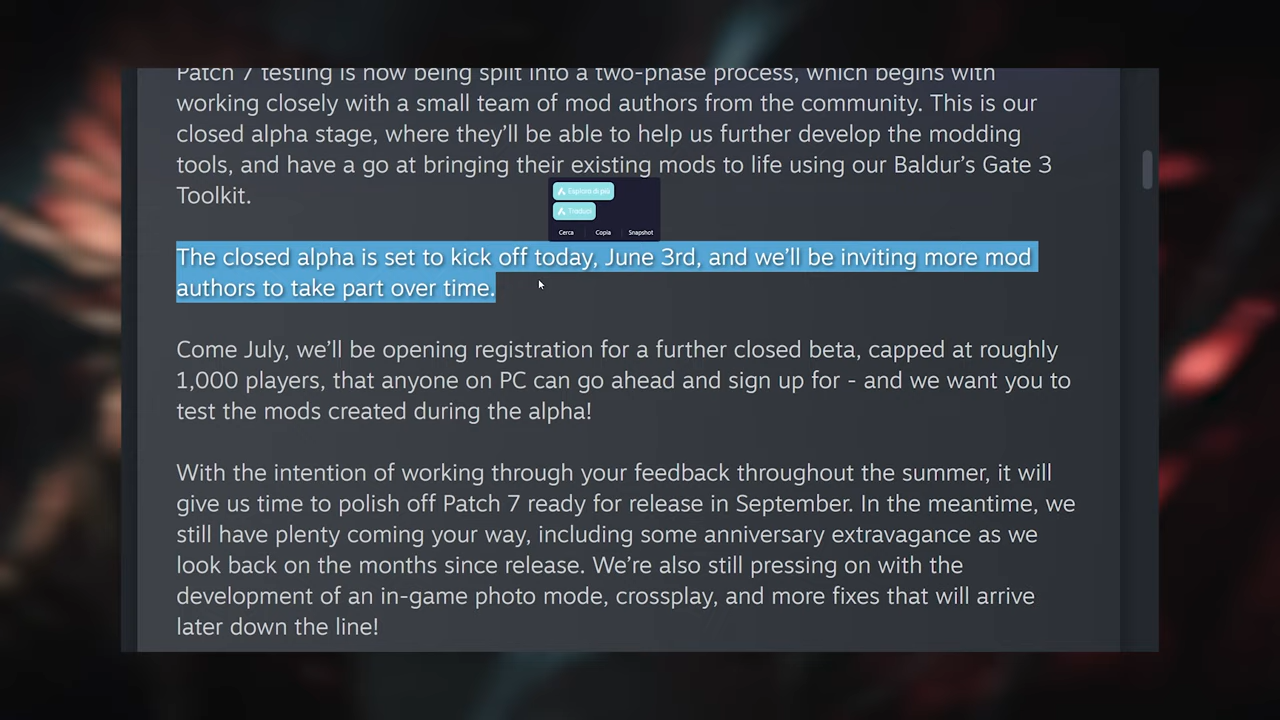 Patch 7 testing is now being split into a two-phase process, which begins with
working closely with a small team of mod authors from the community. This is our
closed alpha stage, where they'll be able to help us further develop the modding
tools, and have a go at bringing their existing mods to life using our Baldur's Gate 3
Toolkit.
Esplora di più
Traduci
Cerca Copia Snapshot
The closed alpha is set to kick off today, June 3rd, and we'll be inviting more mod
authors to take part over time.
Come July, we'll be opening registration for a further closed beta, capped at roughly
1,000 players, that anyone on PC can go ahead and sign up for - and we want you to
test the mods created during the alpha!
With the intention of working through your feedback throughout the summer, it will
give us time to polish off Patch 7 ready for release in September. In the meantime, we
still have plenty coming your way, including some anniversary extravagance as we
look back on the months since release. We're also still pressing on with the
development of an in-game photo mode, crossplay, and more fixes that will arrive
later down the line!